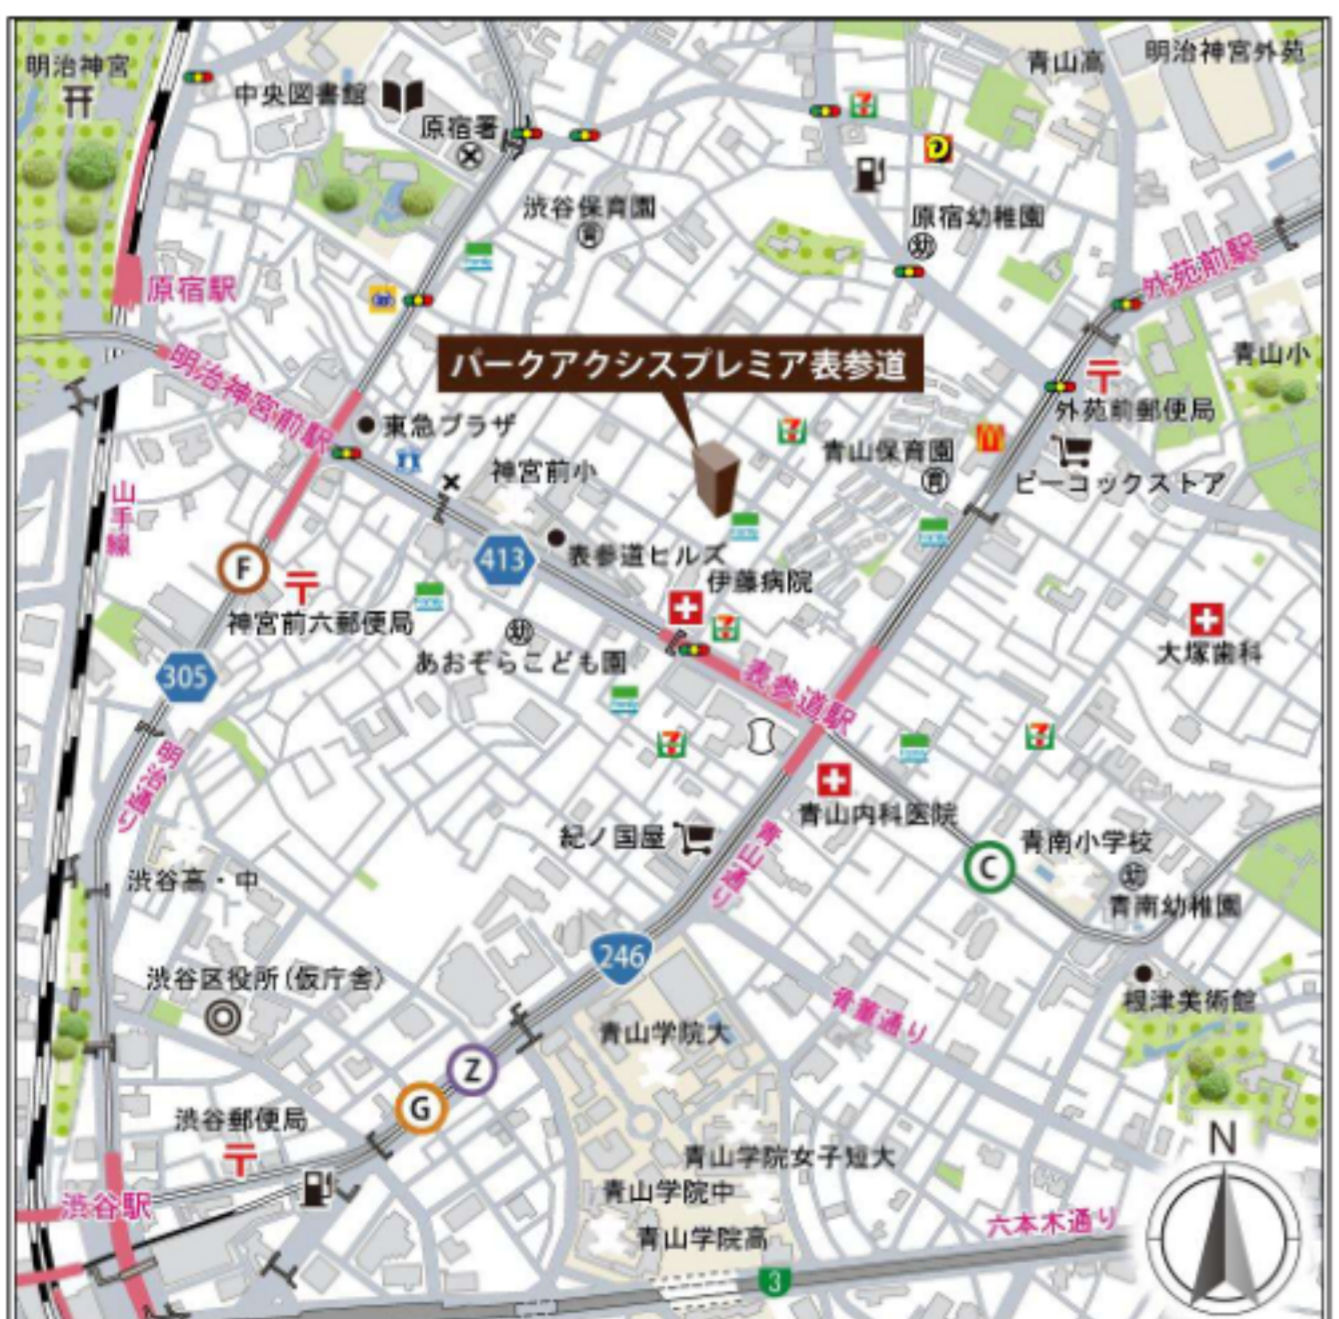 明治神宮
中央図書館
原宿署
青山高
明治神宮外苑
渋谷保育園
原宿幼稚園
原宿駅
外苑前駅
明治神宮前駅
パークアクシスプレミア表参道
青山小
外苑前郵便局
東急プラザ
神宮前小
青山保育園
ピーコックストア
山手線
413
表参道ヒルズ
伊藤病院
F
神宮前六郵便局
あおぞらこども園
大塚歯科
305
表参道駅
明治通り
青山内科医院
紀ノ国屋
青山通り
C
青南小学校
青南幼稚園
渋谷高・中
246
渋谷区役所(仮庁舎)
骨董通り
根津美術館
青山学院大
Z
G
渋谷郵便局
青山学院女子短大
青山学院中
青山学院高
渋谷駅
六本木通り
N
3